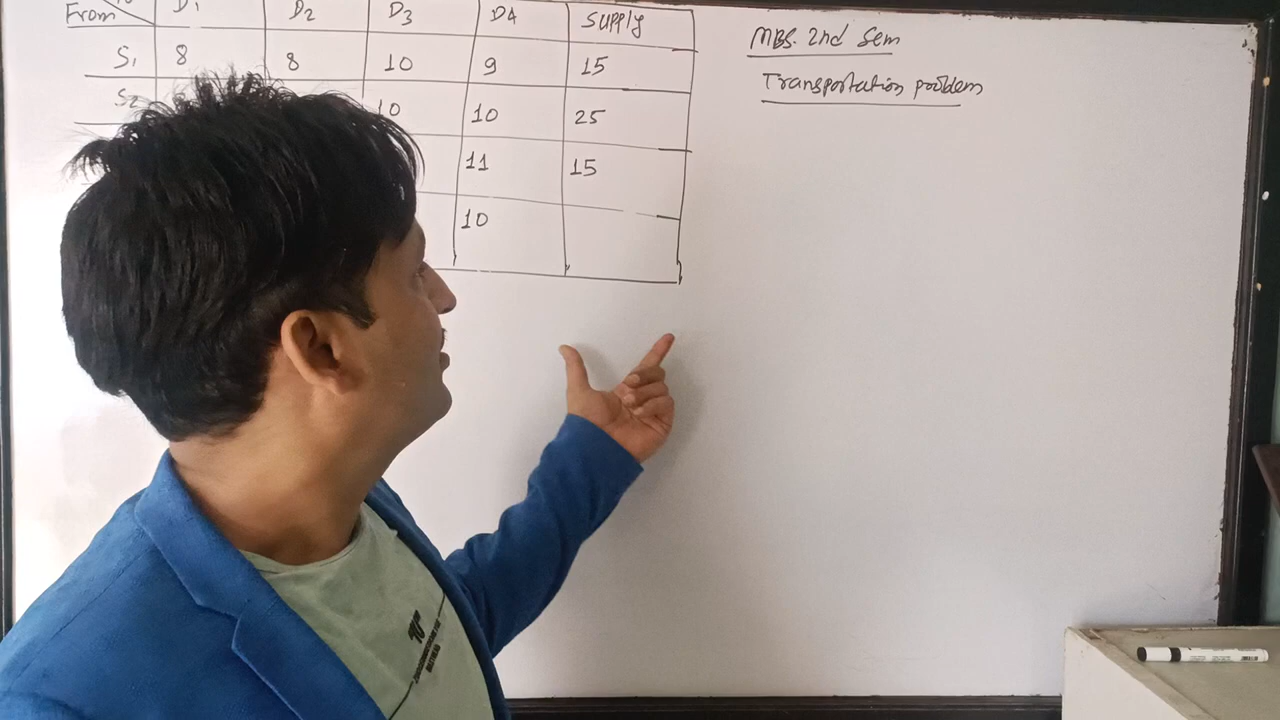 From D1 D2 D3 D4 Supply
S1 8 8 10 9 15
S2 10 10 25
11 15
10
MBS. 2nd Sem
Transportation problem